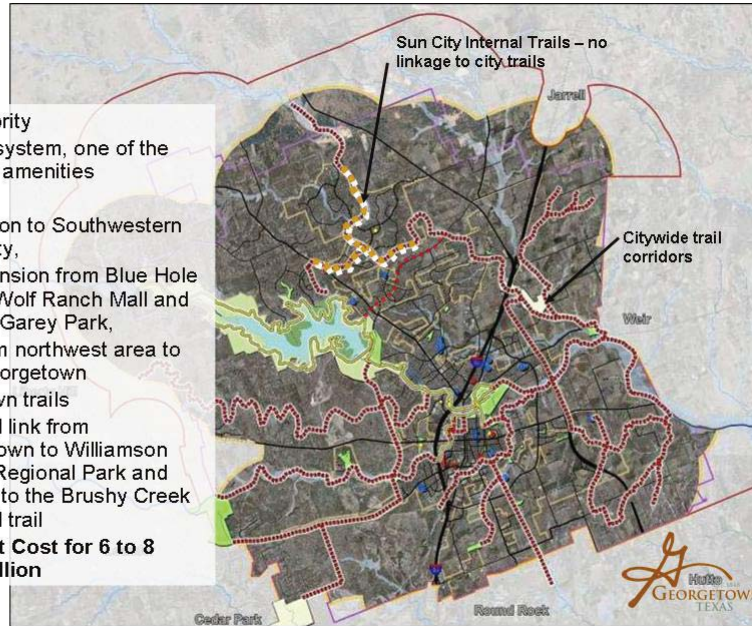 Sun City Internal Trails – no
linkage to city trails
Jarrell
ority
system, one of the
amenities
on to Southwestern
ty,
nsion from Blue Hole
Wolf Ranch Mall and
Garey Park,
m northwest area to
orgetown
wn trails
l link from
own to Williamson
Regional Park and
to the Brushy Creek
l trail
t Cost for 6 to 8
llion
Citywide trail
corridors
Weir
Hutto
GEORGETOWN
TEXAS
Round Rock
Cedar Park